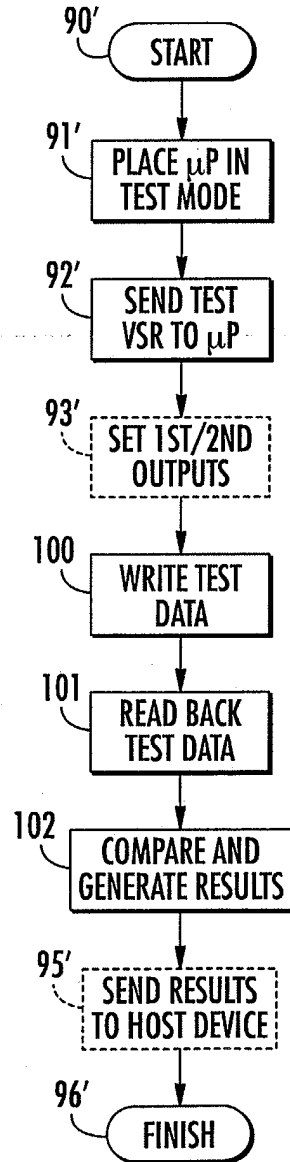 90'
START
91'
PLACE μP IN
TEST MODE
92'
SEND TEST
VSR TO μP
93'
SET 1ST/2ND
OUTPUTS
100
WRITE TEST
DATA
101
READ BACK
TEST DATA
102
COMPARE AND
GENERATE RESULTS
95'
SEND RESULTS
TO HOST DEVICE
96'
FINISH